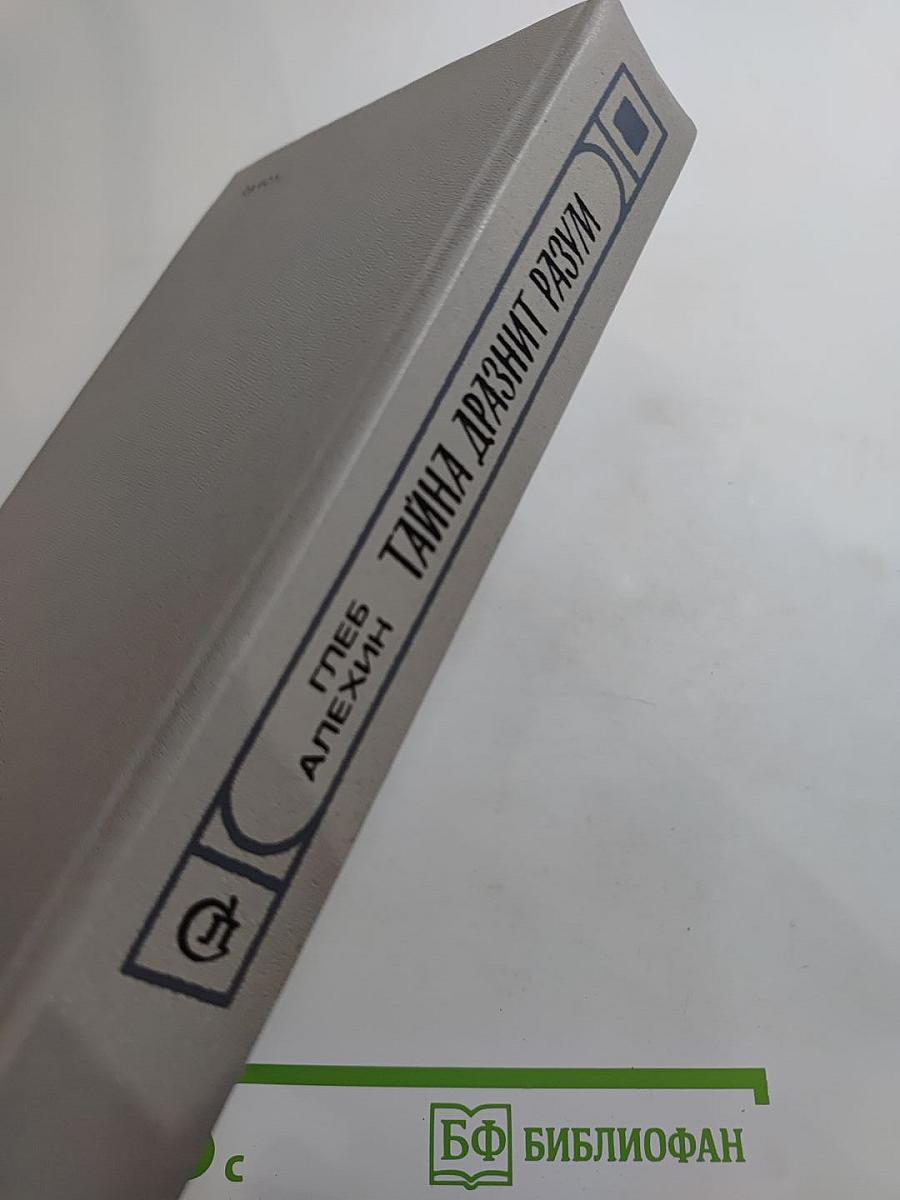 ГЛЕБ
АЛЕХИН
ТАЙНА ДРАЗНИТ РАЗУМ
с
БФ БИБЛИОФАН